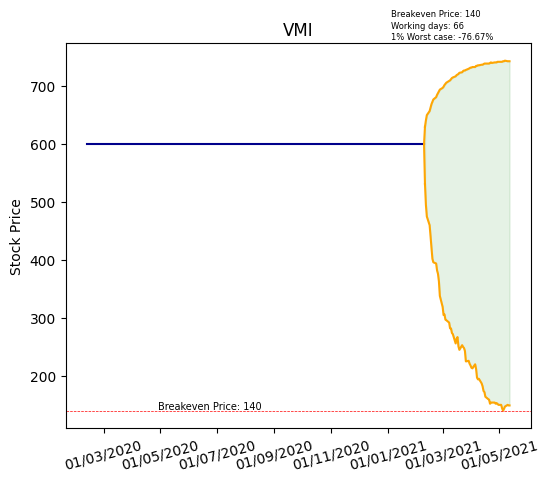 Breakeven Price: 140
Working days: 66
1% Worst case: -76.67%
VMI
Stock Price
700
600
500
400
300
200
Breakeven Price: 140
01/03/2020
01/05/2020
01/07/2020
01/09/2020
01/11/2020
01/01/2021
01/03/2021
01/05/2021